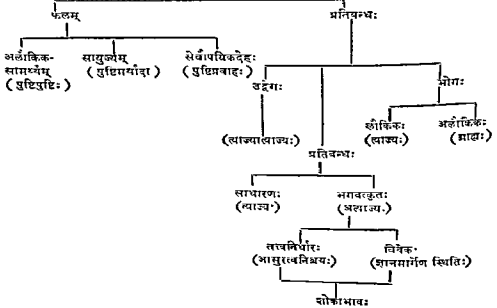 फलम् प्रतिबन्धः
अलौकिक- सायुज्यम् सेवौपयिकदेहः
सामर्थ्यम् (पुष्टिमर्यादा) (पुष्टिप्रवाहः)
(पुष्टिपुष्टिः)
उद्वेगः भोगः
लौकिकः अलौकिकः
(त्याज्यात्याज्यः) (त्याज्यः) (ग्राह्यः)
प्रतिबन्धः
साधारणः भगवत्कृतः
(त्याज्यः) (अत्याज्यः)
तत्त्वनिर्धारः विवेकः
(आसुरत्वनिश्चयः) (ज्ञानमार्गेण स्थितिः)
शोकाभावः